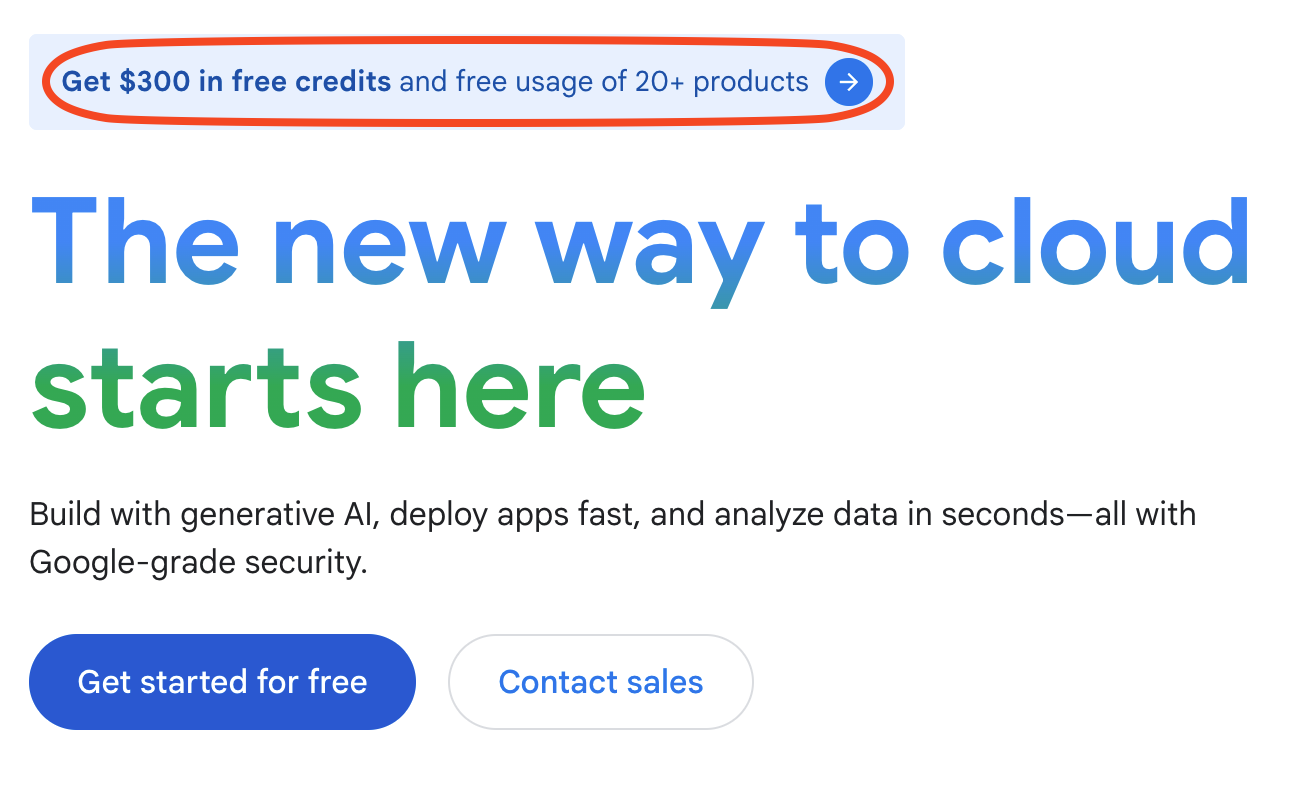 Get $300 in free credits and free usage of 20+ products
The new way to cloud
starts here
Build with generative AI, deploy apps fast, and analyze data in seconds—all with
Google-grade security.
Get started for free
Contact sales